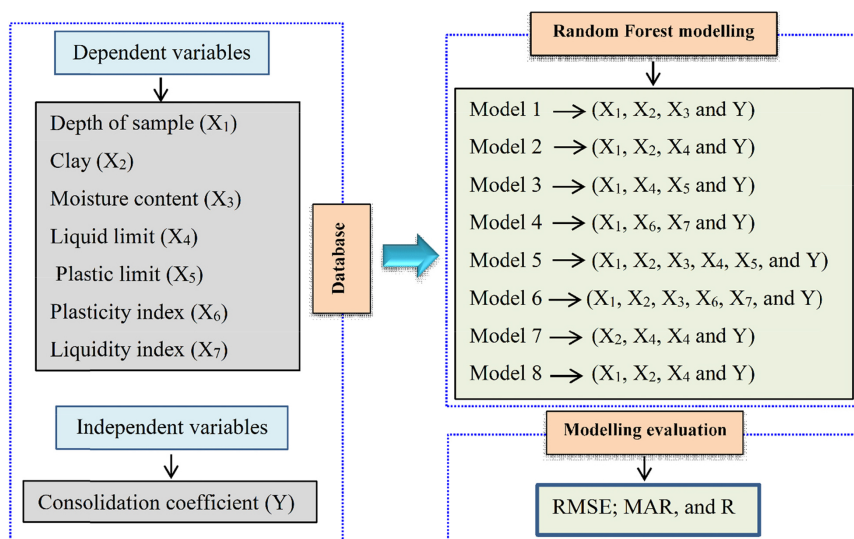 Dependent variables
Depth of sample (X₁)
Clay (X₂)
Moisture content (X₃)
Liquid limit (X₄)
Plastic limit (X₅)
Plasticity index (X₆)
Liquidity index (X₇)
Independent variables
Consolidation coefficient (Y)
Database
Random Forest modelling
Model 1 → (X₁, X₂, X₃ and Y)
Model 2 → (X₁, X₂, X₄ and Y)
Model 3 → (X₁, X₄, X₅ and Y)
Model 4 → (X₁, X₆, X₇ and Y)
Model 5 → (X₁, X₂, X₃, X₄, X₅, and Y)
Model 6 → (X₁, X₂, X₃, X₆, X₇, and Y)
Model 7 → (X₂, X₄, X₄ and Y)
Model 8 → (X₁, X₂, X₄ and Y)
Modelling evaluation
RMSE; MAR, and R